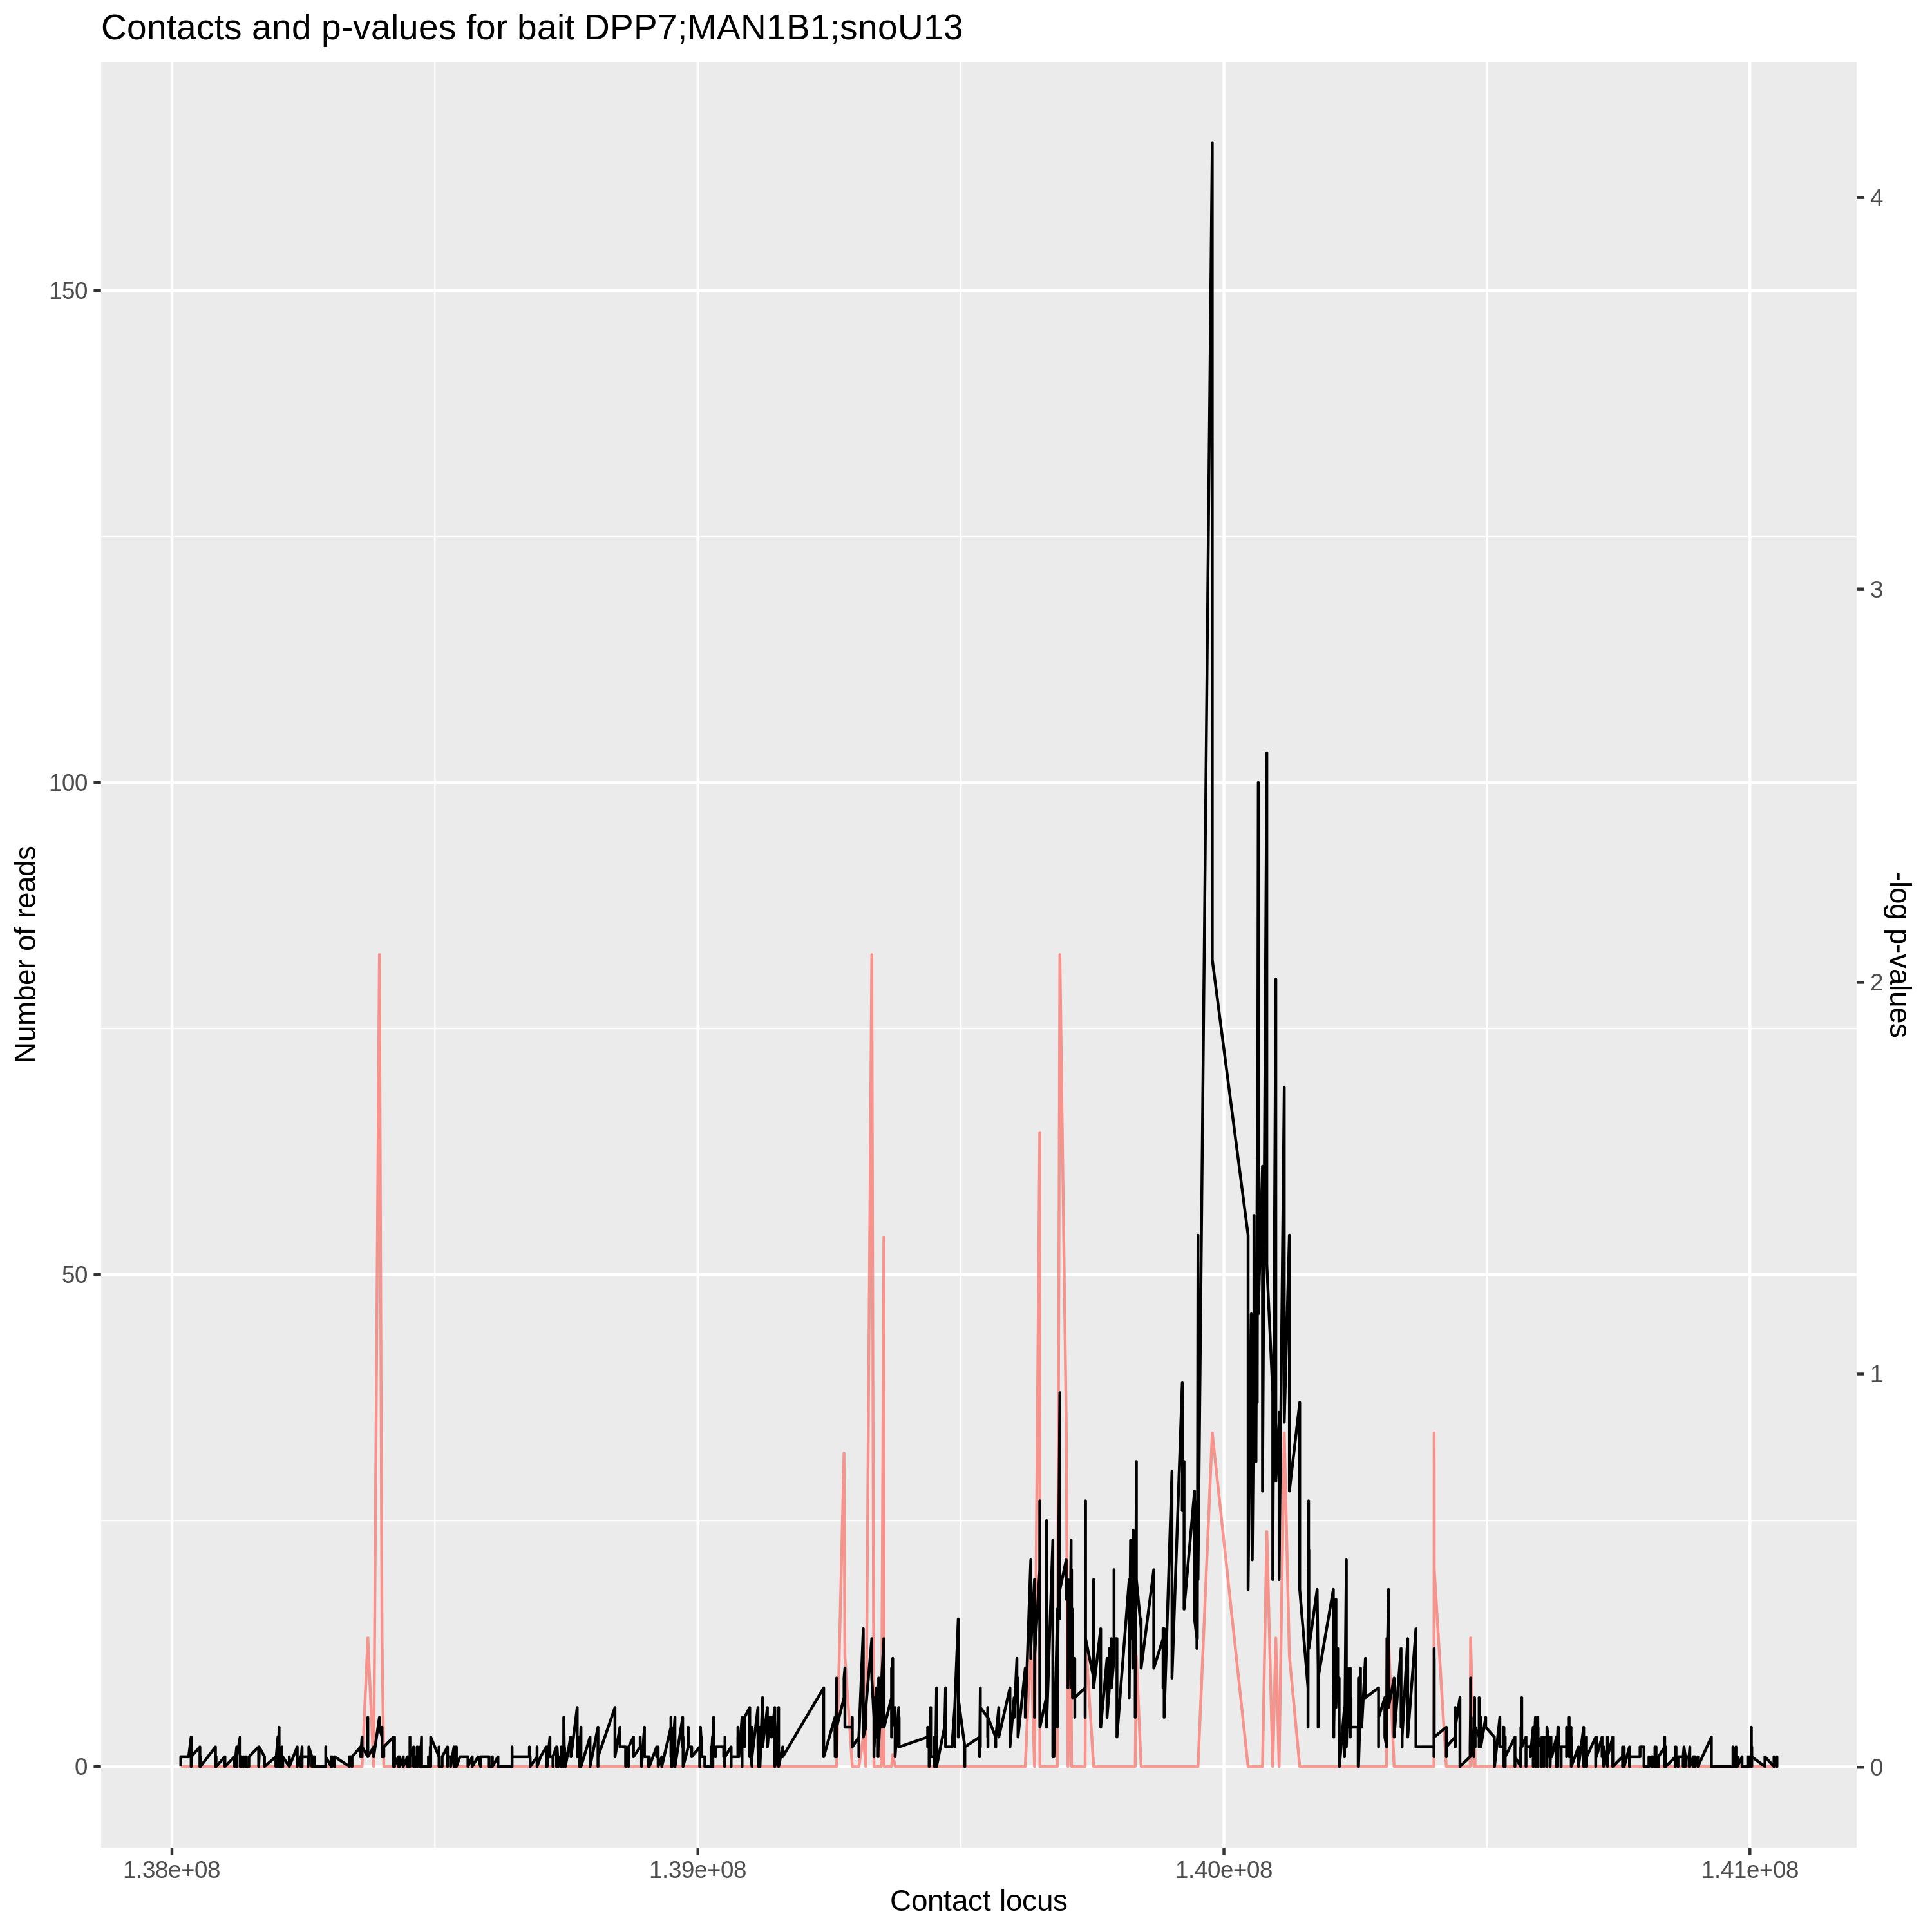 Contacts and p-values for bait DPP7;MAN1B1;snoU13
150
100
50
0
Number of reads
4
3
2
1
0
-log p-values
1.38e+08
1.39e+08
1.40e+08
1.41e+08
Contact locus